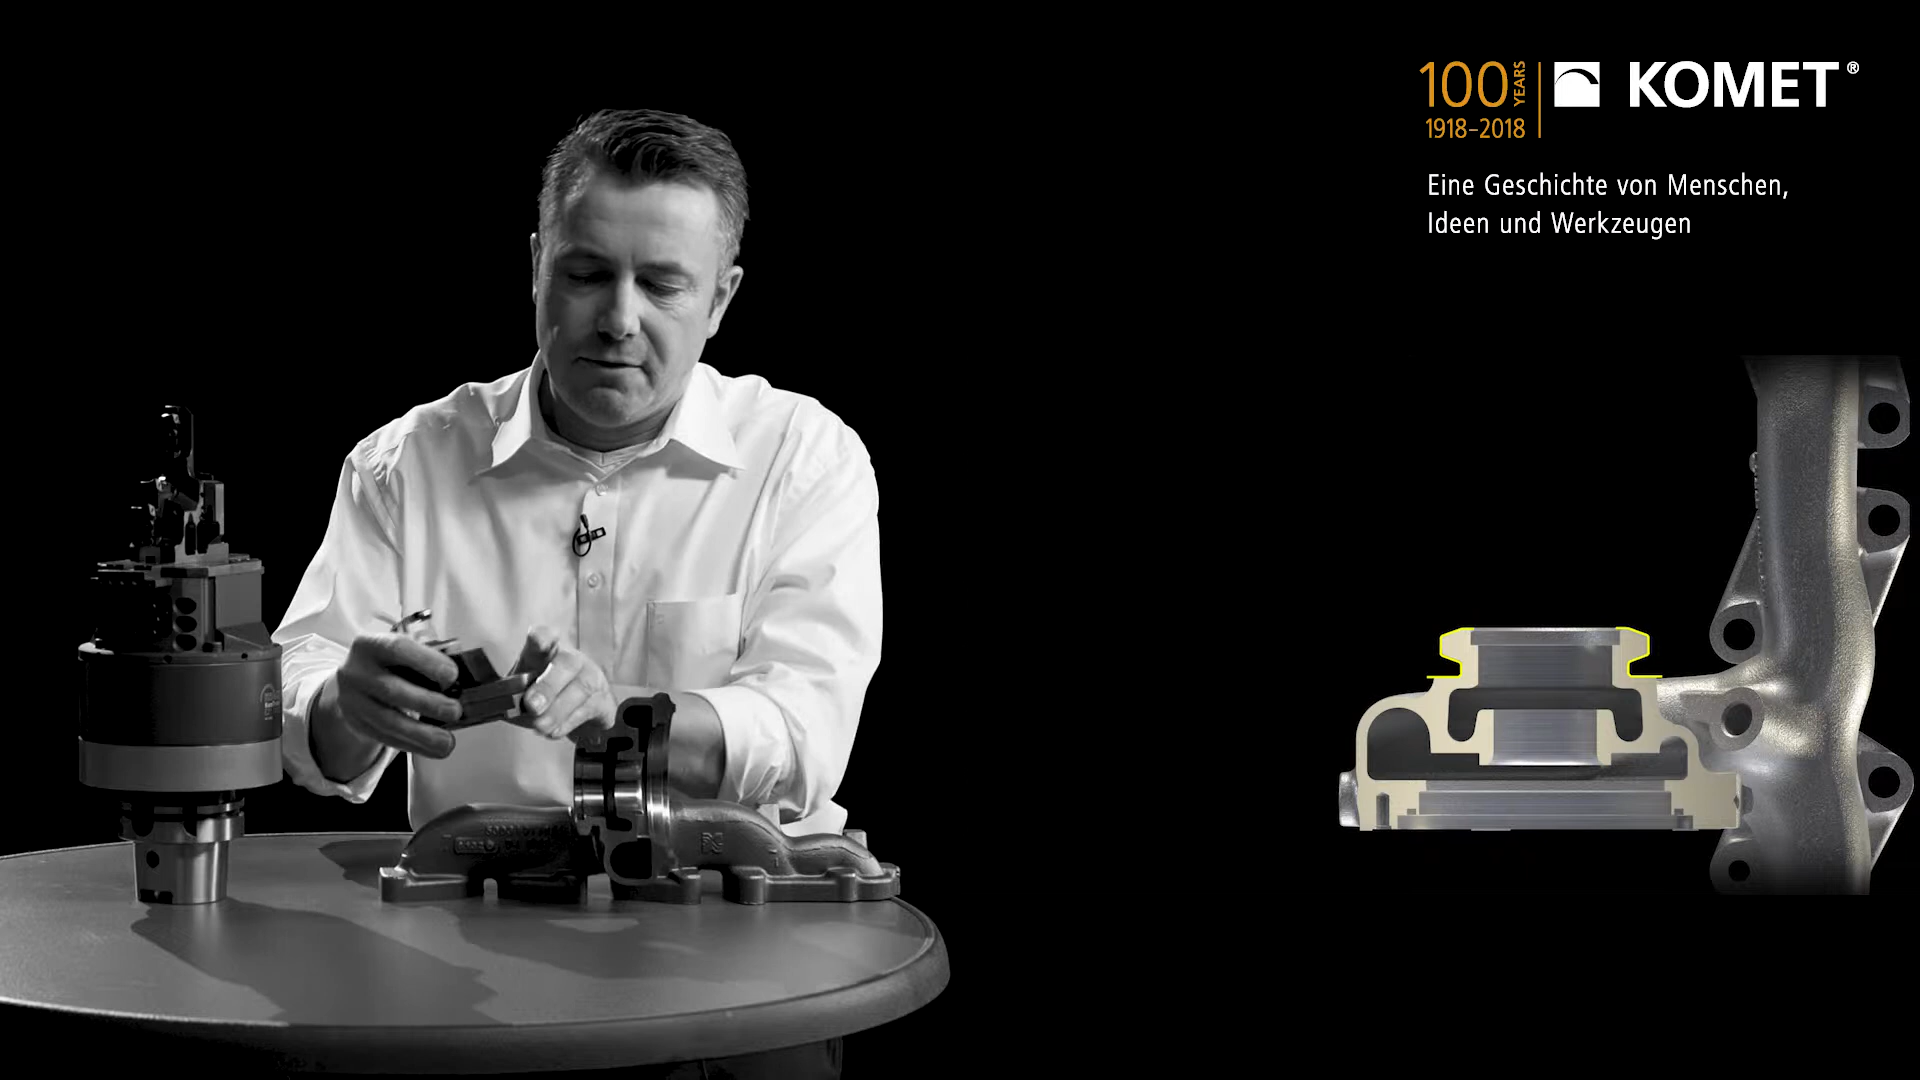 100 YEARS
1918–2018
KOMET®
Eine Geschichte von Menschen,
Ideen und Werkzeugen